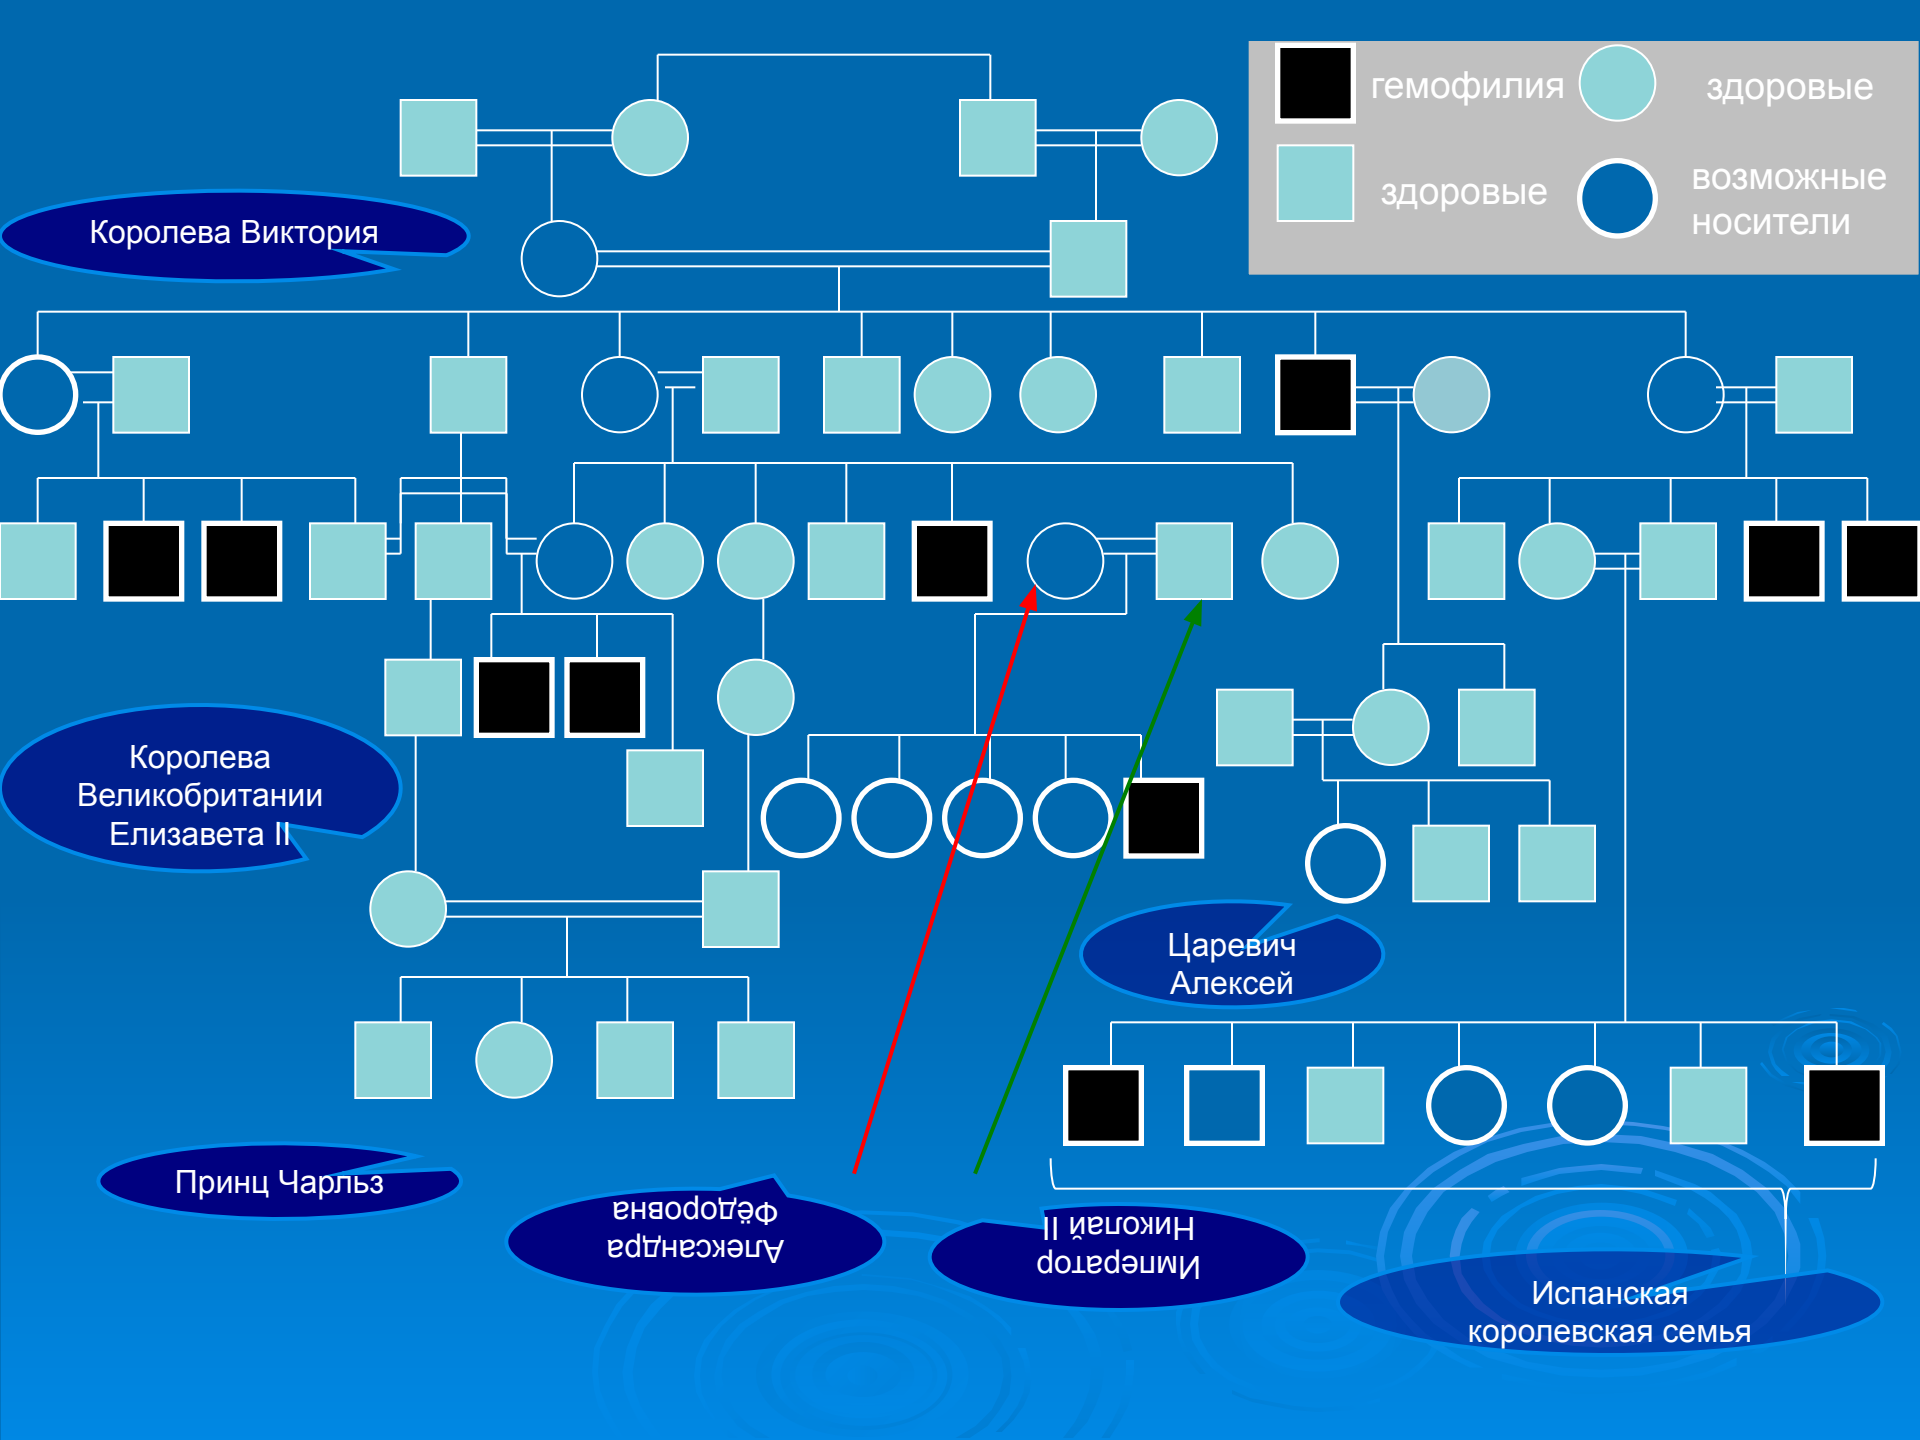 гемофилия
здоровые
здоровые
возможные
носители
Королева Виктория
Королева
Великобритании
Елизавета II
Царевич
Алексей
Принц Чарльз
Александра
Фёдоровна
Император
Николай II
Испанская
королевская семья